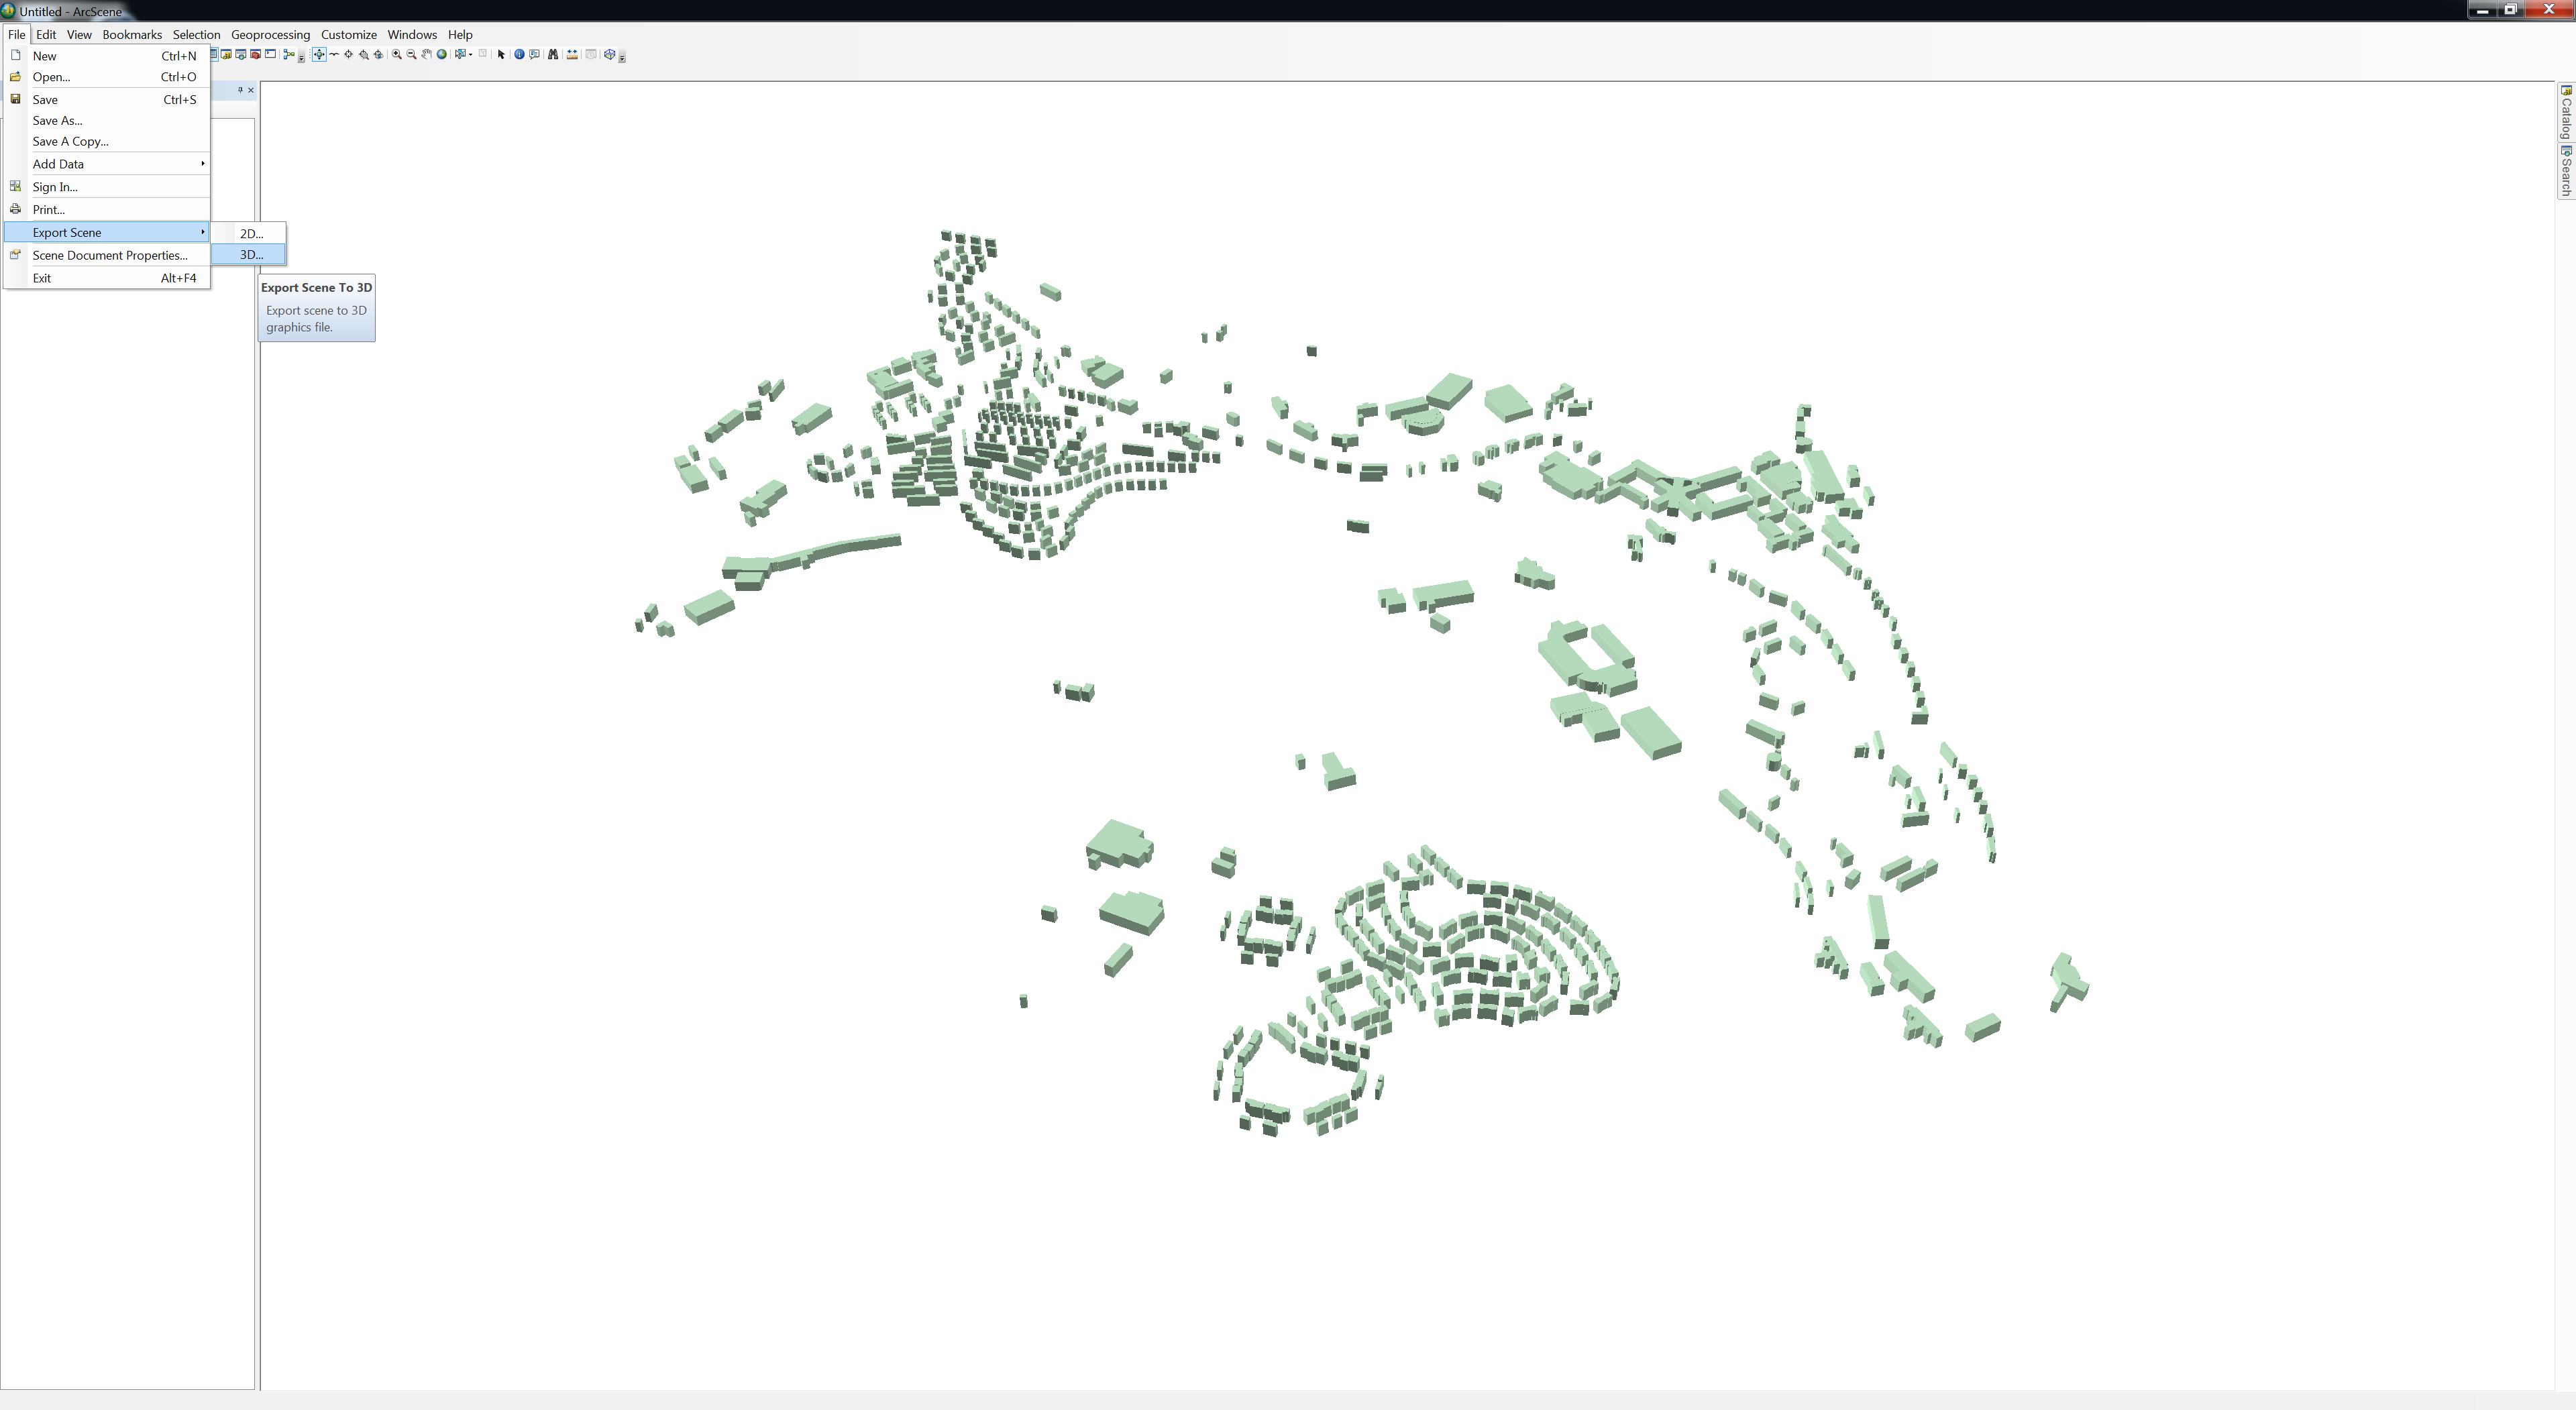 Untitled - ArcScene
File Edit View Bookmarks Selection Geoprocessing Customize Windows Help
New Ctrl+N
Open... Ctrl+O
Save Ctrl+S
Save As...
Save A Copy...
Add Data
Sign In...
Print...
Export Scene
Scene Document Properties...
Exit Alt+F4
2D...
3D...
Export Scene To 3D
Export scene to 3D
graphics file.
Catalog
Search